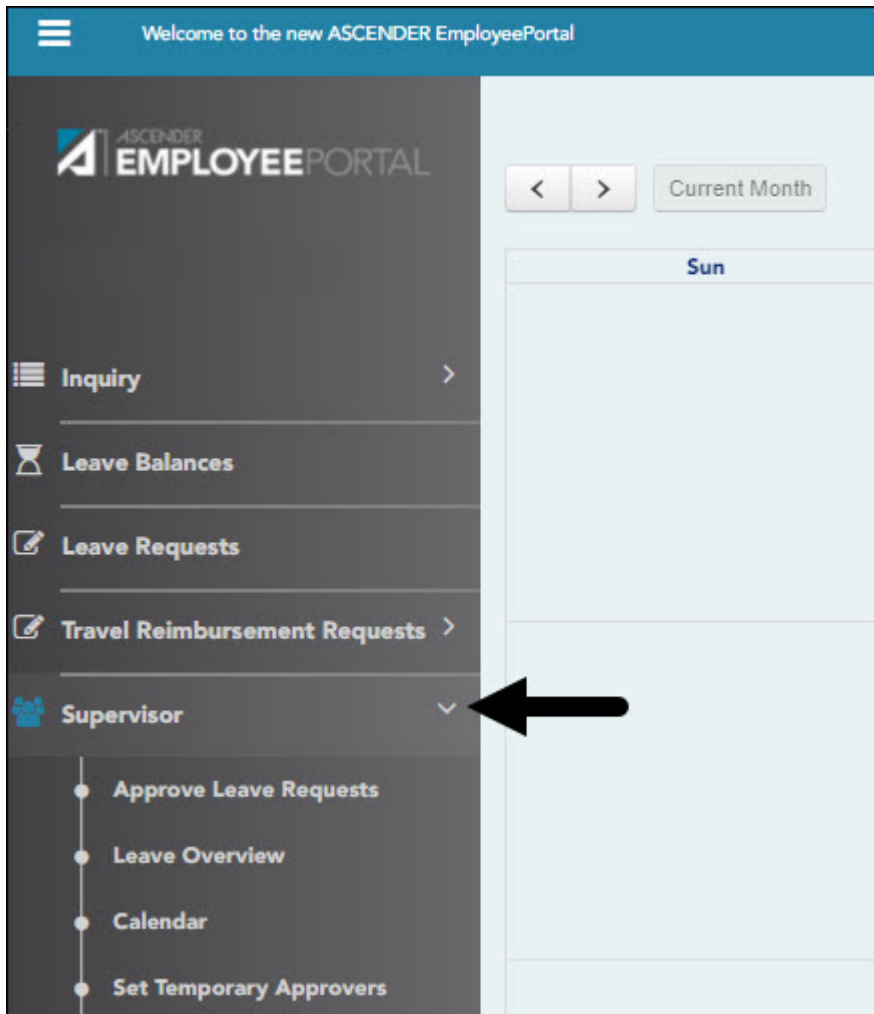 Welcome to the new ASCENDER EmployeePortal
ASCENDER
EMPLOYEEPORTAL
Current Month
Sun
Inquiry
Leave Balances
Leave Requests
Travel Reimbursement Requests
Supervisor
Approve Leave Requests
Leave Overview
Calendar
Set Temporary Approvers